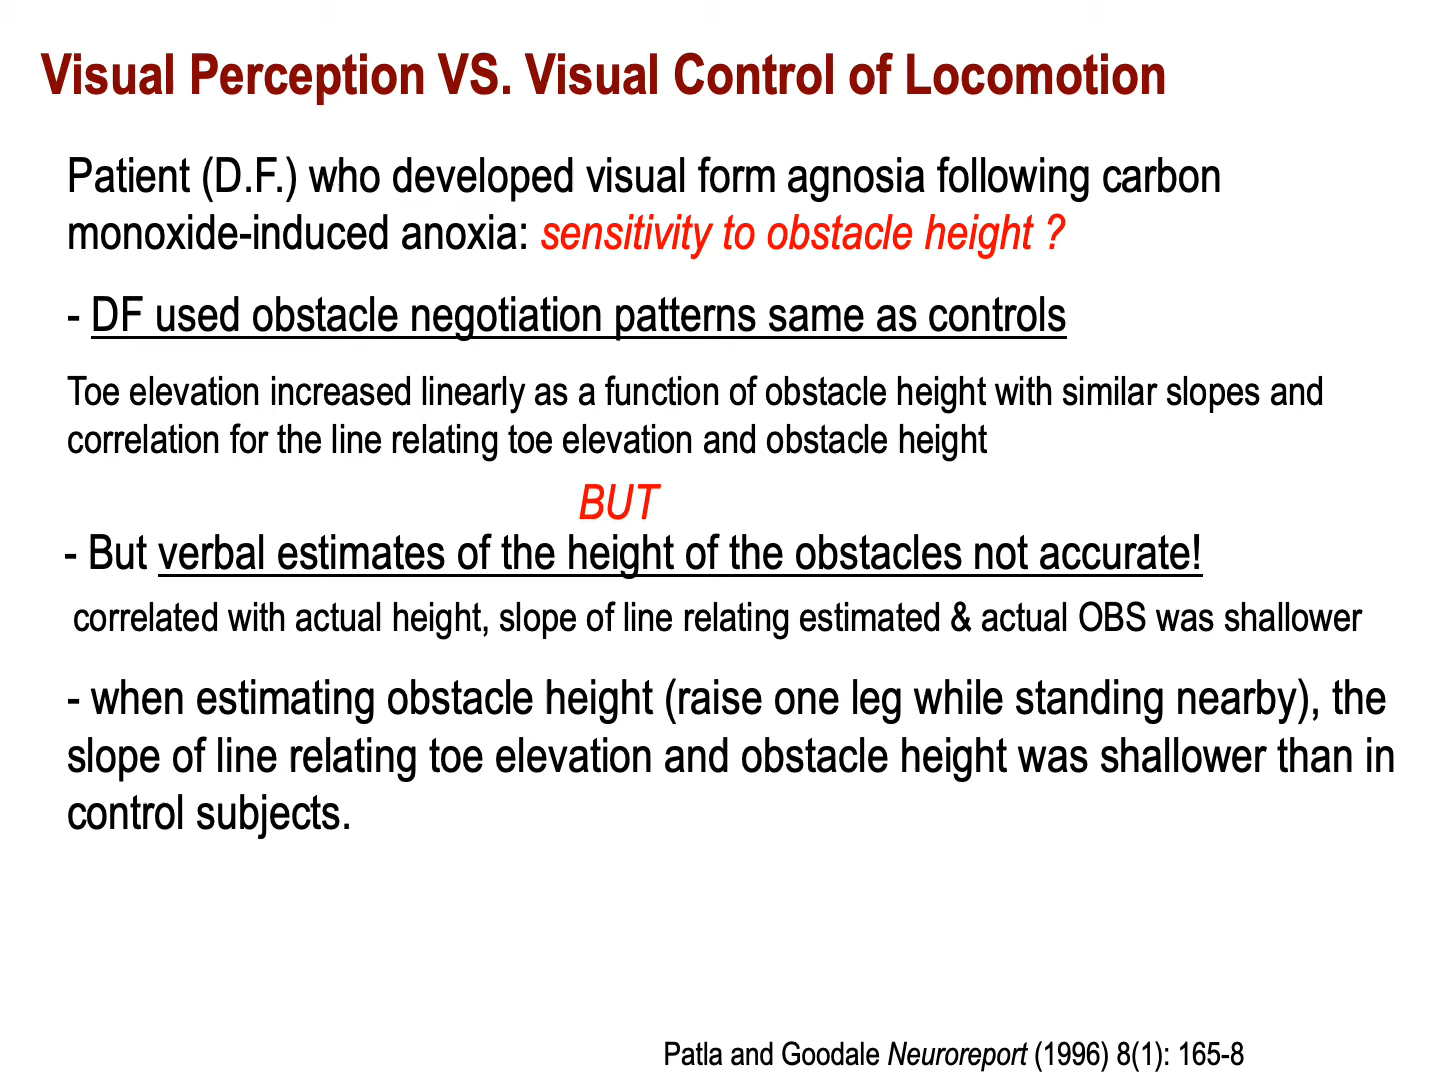 Visual Perception VS. Visual Control of Locomotion
Patient (D.F.) who developed visual form agnosia following carbon
monoxide-induced anoxia: sensitivity to obstacle height ?
- DF used obstacle negotiation patterns same as controls
Toe elevation increased linearly as a function of obstacle height with similar slopes and
correlation for the line relating toe elevation and obstacle height
BUT
- But verbal estimates of the height of the obstacles not accurate!
correlated with actual height, slope of line relating estimated & actual OBS was shallower
- when estimating obstacle height (raise one leg while standing nearby), the
slope of line relating toe elevation and obstacle height was shallower than in
control subjects.
Patla and Goodale Neuroreport (1996) 8(1): 165-8